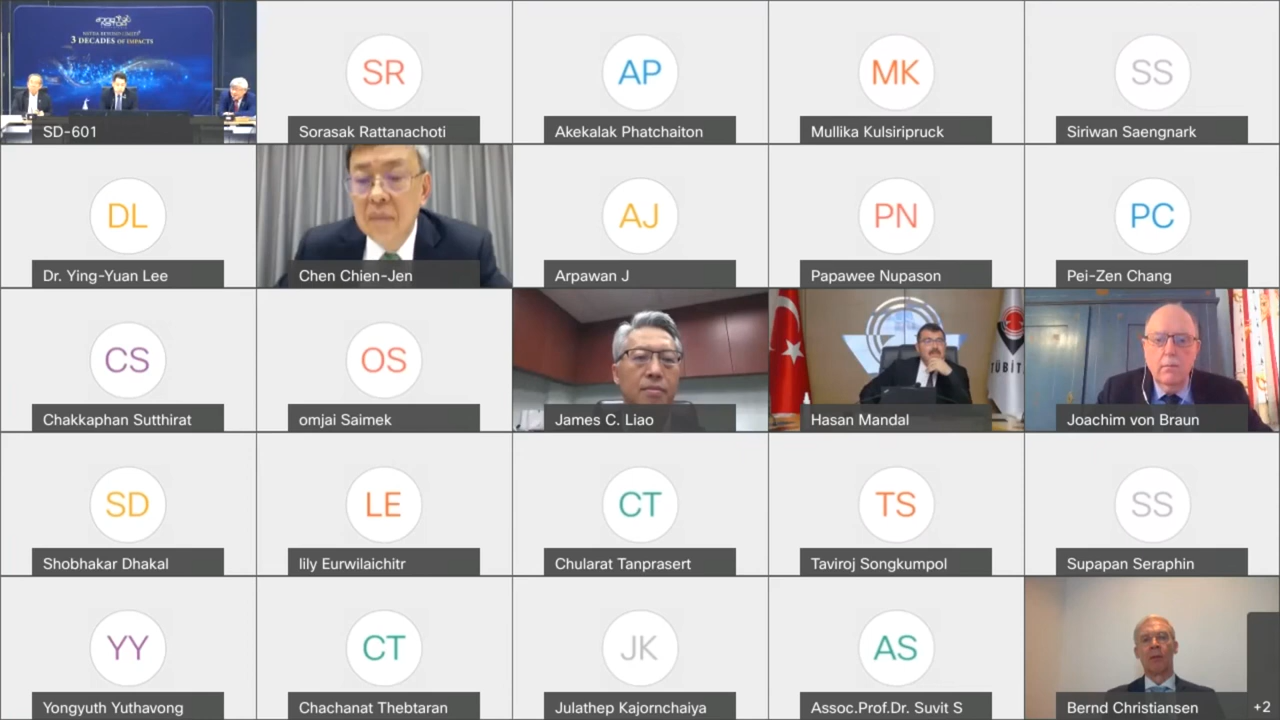 NSTDA BEYOND LIMITS
3 DECADES OF IMPACTS
SD-601
SR
Sorasak Rattanachoti
AP
Akekalak Phatchaiton
MK
Mullika Kulsiripruck
SS
Siriwan Saengnark
DL
Dr. Ying-Yuan Lee
Chen Chien-Jen
AJ
Arpawan J
PN
Papawee Nupason
PC
Pei-Zen Chang
CS
Chakkaphan Sutthirat
OS
omjai Saimek
James C. Liao
Hasan Mandal
TÜBİT
Joachim von Braun
SD
Shobhakar Dhakal
LE
lily Eurwilaichitr
CT
Chularat Tanprasert
TS
Taviroj Songkumpol
SS
Supapan Seraphin
YY
Yongyuth Yuthavong
CT
Chachanat Thebtaran
JK
Julathep Kajornchaiya
AS
Assoc.Prof.Dr. Suvit S
Bernd Christiansen
+2